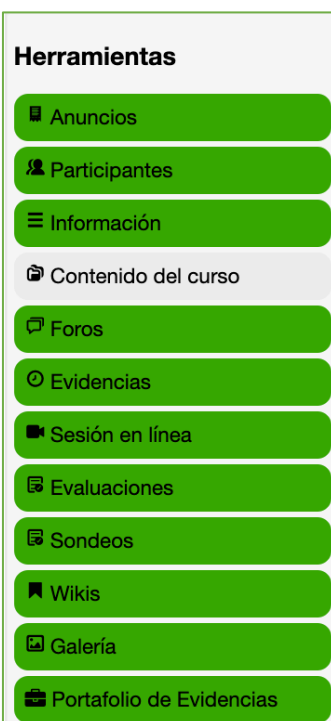 Herramientas
Anuncios
Participantes
Información
Contenido del curso
Foros
Evidencias
Sesión en línea
Evaluaciones
Sondeos
Wikis
Galería
Portafolio de Evidencias